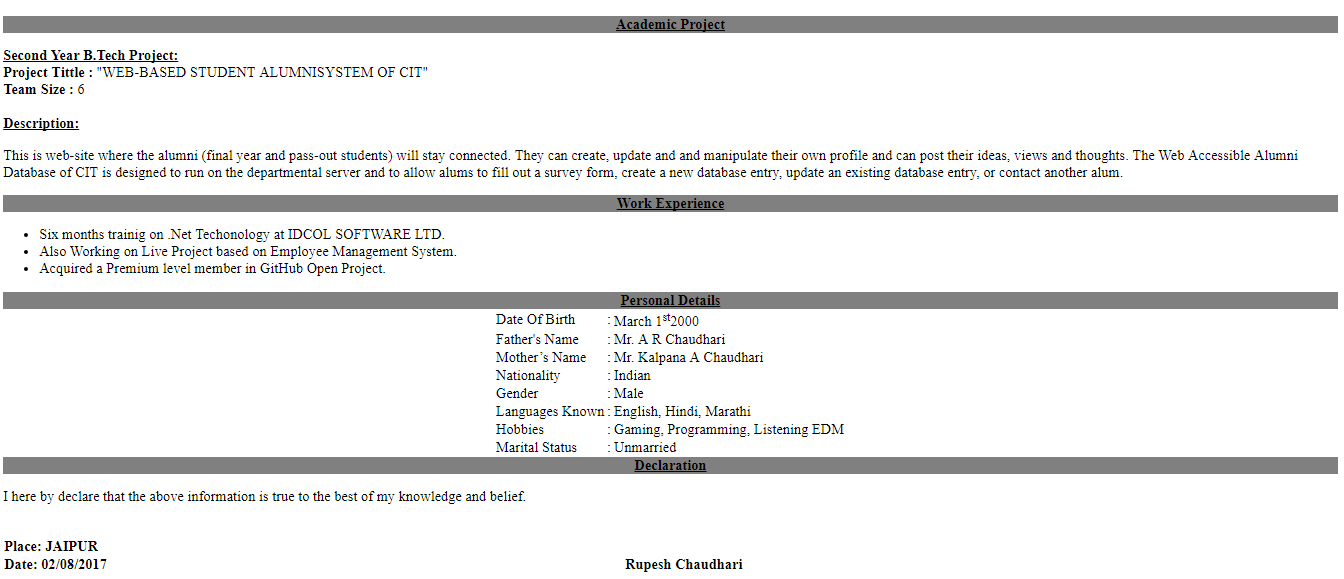 Academic Project
Second Year B.Tech Project:
Project Tittle : "WEB-BASED STUDENT ALUMNISYSTEM OF CIT"
Team Size : 6
Description:
This is web-site where the alumni (final year and pass-out students) will stay connected. They can create, update and and manipulate their own profile and can post their ideas, views and thoughts. The Web Accessible Alumni
Database of CIT is designed to run on the departmental server and to allow alums to fill out a survey form, create a new database entry, update an existing database entry, or contact another alum.
Work Experience
• Six months trainig on .Net Techonology at IDCOL SOFTWARE LTD.
• Also Working on Live Project based on Employee Management System.
• Acquired a Premium level member in GitHub Open Project.
Personal Details
Date Of Birth : March 1st2000
Father's Name : Mr. A R Chaudhari
Mother’s Name : Mr. Kalpana A Chaudhari
Nationality : Indian
Gender : Male
Languages Known : English, Hindi, Marathi
Hobbies : Gaming, Programming, Listening EDM
Marital Status : Unmarried
Declaration
I here by declare that the above information is true to the best of my knowledge and belief.
Place: JAIPUR
Date: 02/08/2017 Rupesh Chaudhari